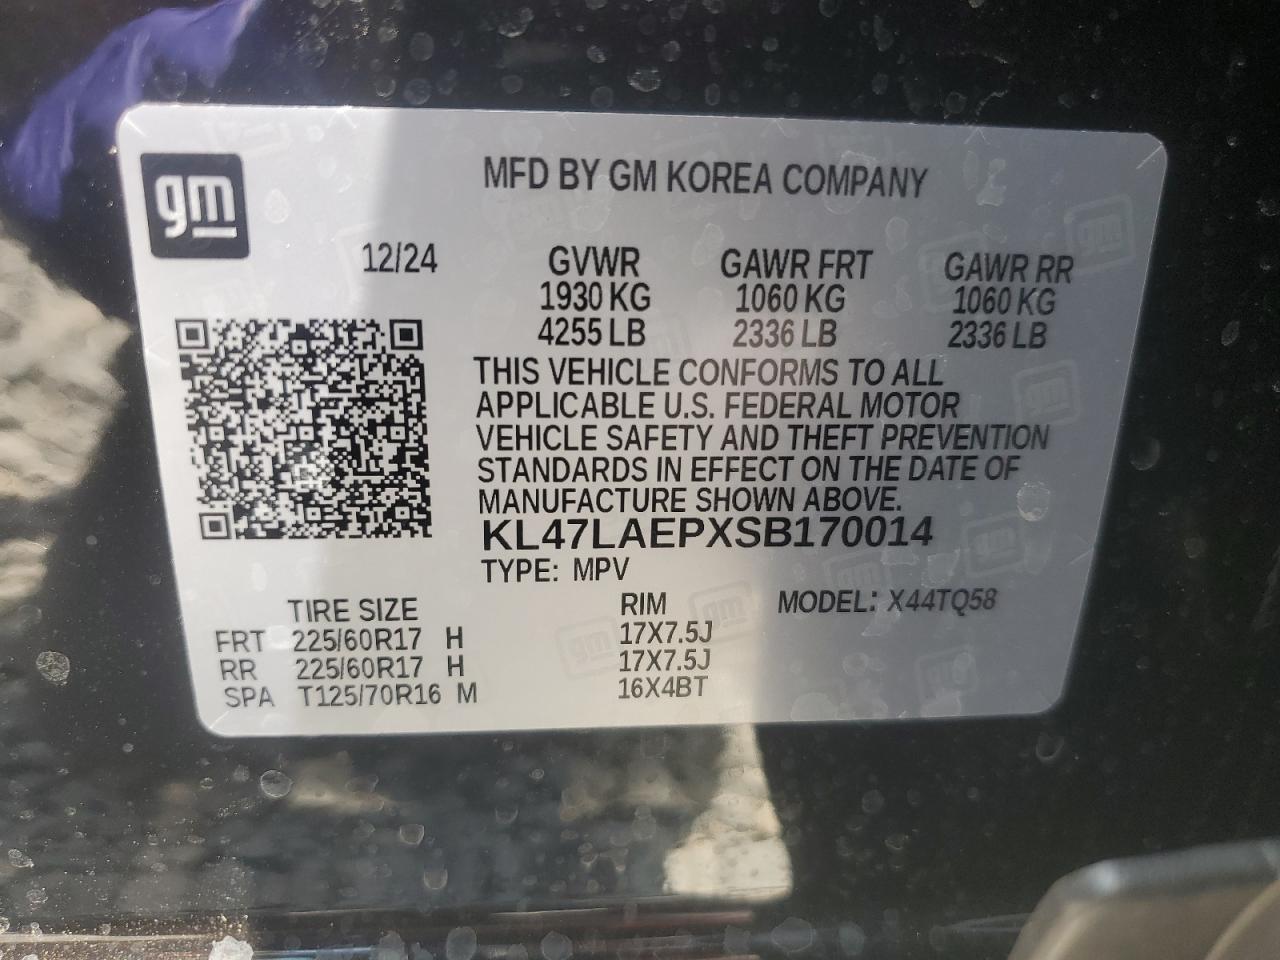 gm
MFD BY GM KOREA COMPANY
12/24
GVWR GAWR FRT GAWR RR
1930 KG 1060 KG 1060 KG
4255 LB 2336 LB 2336 LB
THIS VEHICLE CONFORMS TO ALL
APPLICABLE U.S. FEDERAL MOTOR
VEHICLE SAFETY AND THEFT PREVENTION
STANDARDS IN EFFECT ON THE DATE OF
MANUFACTURE SHOWN ABOVE.
KL47LAEPXSB170014
TYPE: MPV
TIRE SIZE RIM MODEL: X44TQ58
FRT 225/60R17 H 17X7.5J
RR 225/60R17 H 17X7.5J
SPA T125/70R16 M 16X4BT